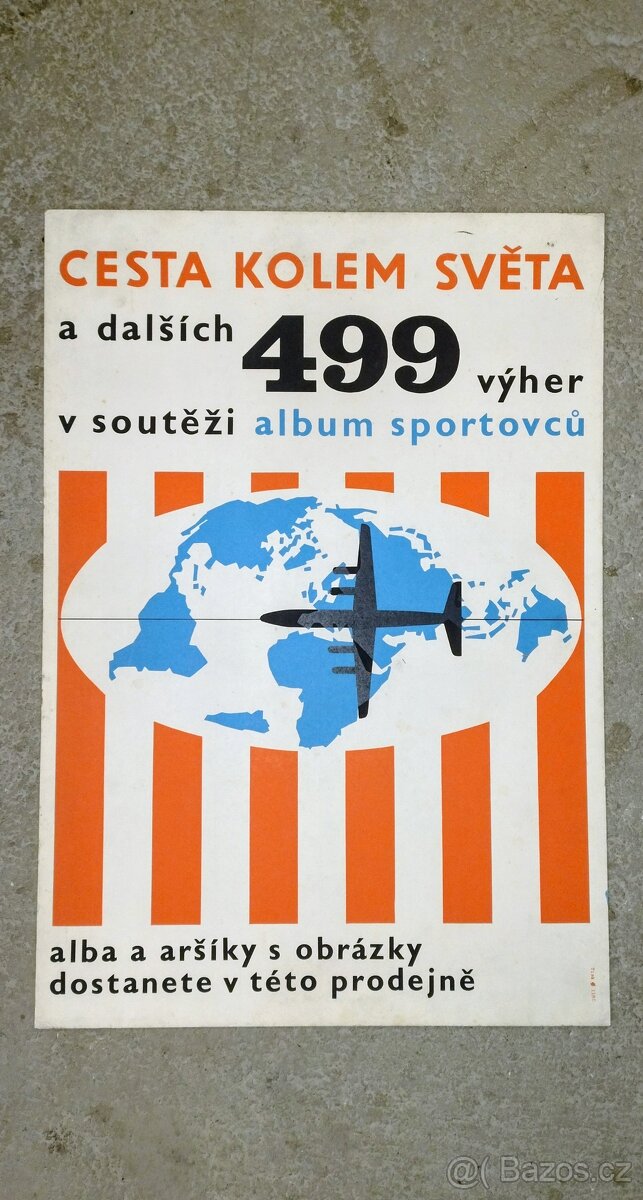 CESTA KOLEM SVĚTA
a dalších 499 výher
v soutěži album sportovců
alba a aršíky s obrázky
dostanete v této prodejně
@( Bazos.cz